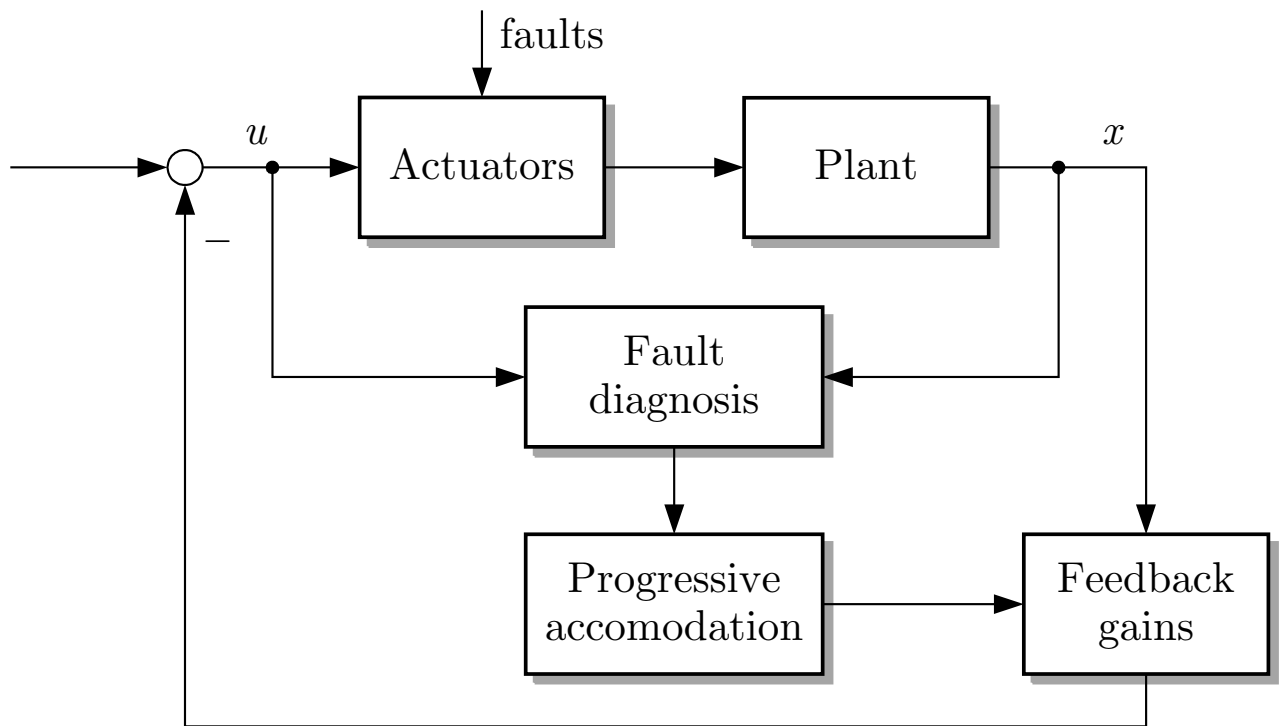 faults
u
Actuators
Plant
x
−
Fault
diagnosis
Progressive
accomodation
Feedback
gains